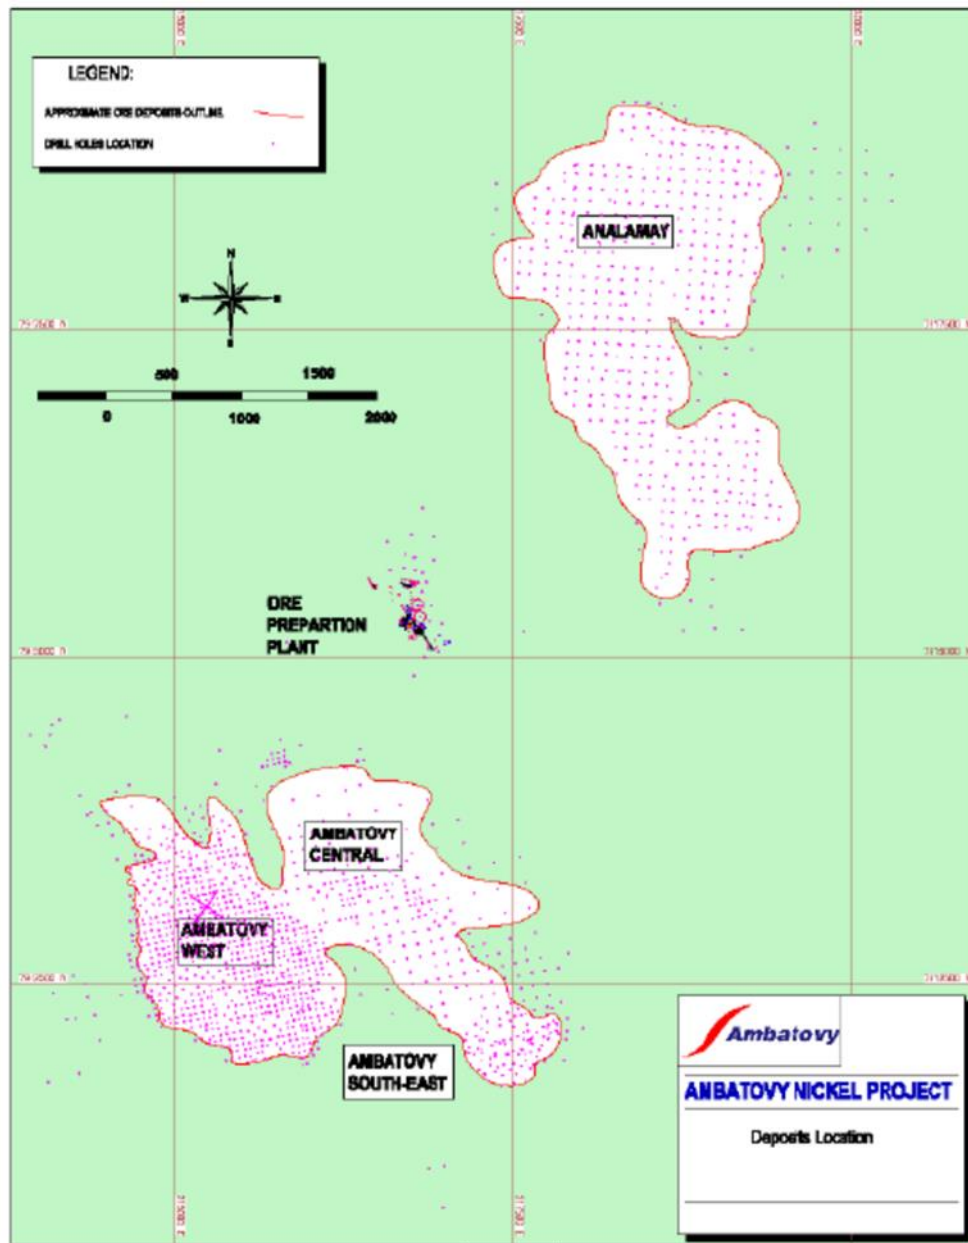 LEGEND:
APPROXIMATE ORE DEPOSITS OUTLINE
DRILL HOLES LOCATION
ANALAMAY
N
500
1500
0
1000
2000
ORE
PREPARTION
PLANT
AMBATOVY
CENTRAL
AMBATOVY
WEST
AMBATOVY
SOUTH-EAST
Ambatovy
AMBATOVY NICKEL PROJECT
Deposits Location